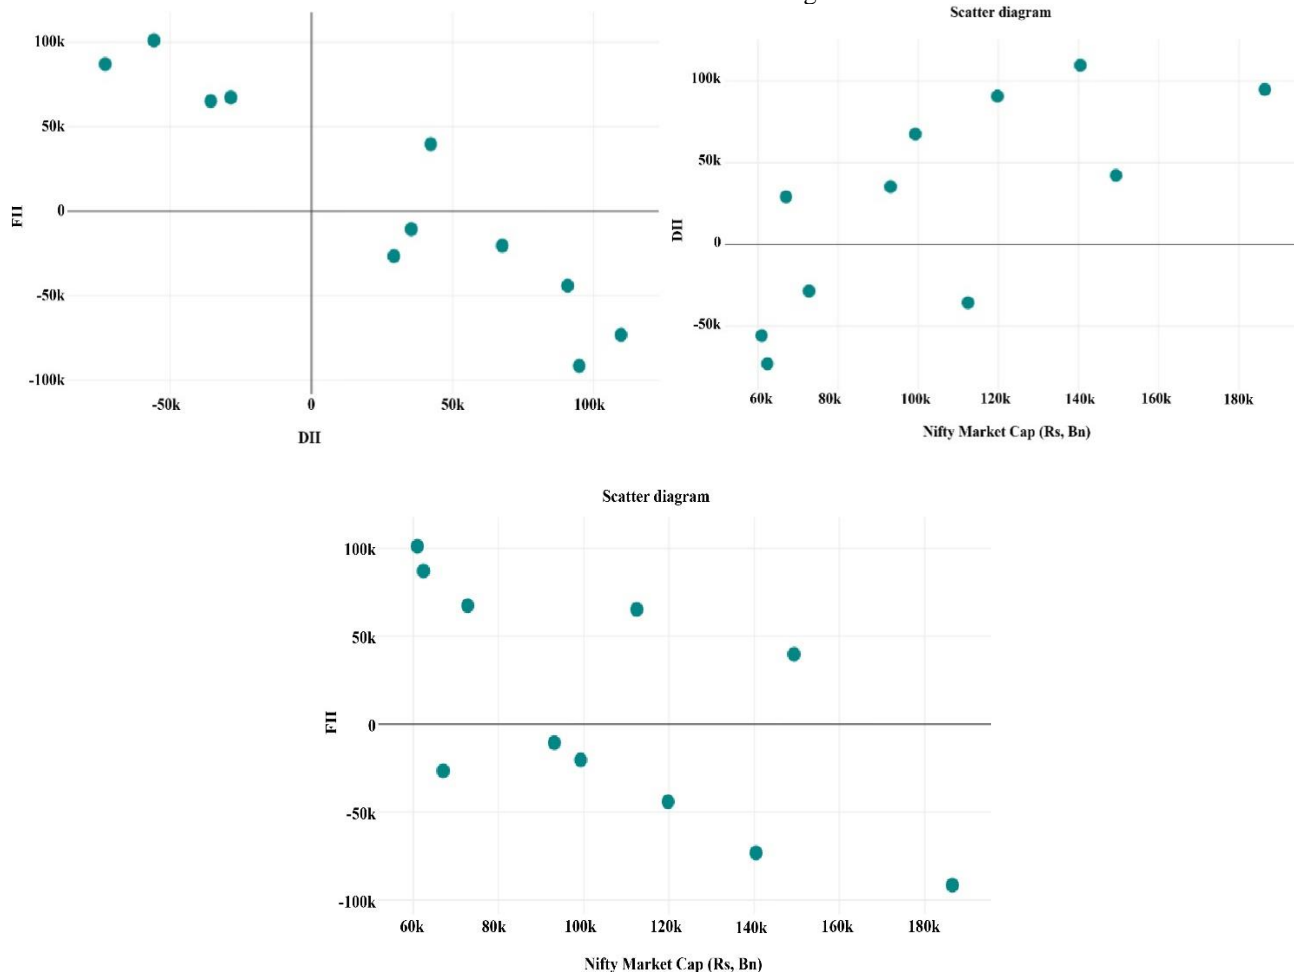 Scatter diagram
100k
50k
FII
0
-50k
-100k
-50k
0
50k
100k
DII
100k
50k
DII
0
-50k
60k
80k
100k
120k
140k
160k
180k
Nifty Market Cap (Rs, Bn)
Scatter diagram
100k
50k
FII
0
-50k
-100k
60k
80k
100k
120k
140k
160k
180k
Nifty Market Cap (Rs, Bn)